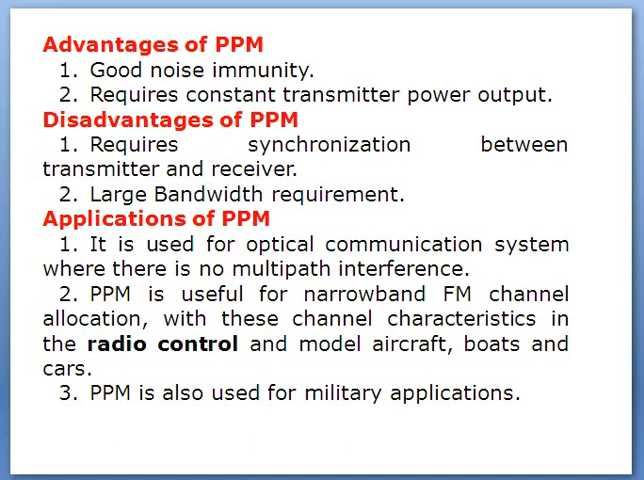 Advantages of PPM
1. Good noise immunity.
2. Requires constant transmitter power output.
Disadvantages of PPM
1. Requires synchronization between
transmitter and receiver.
2. Large Bandwidth requirement.
Applications of PPM
1. It is used for optical communication system
where there is no multipath interference.
2. PPM is useful for narrowband FM channel
allocation, with these channel characteristics in
the radio control and model aircraft, boats and
cars.
3. PPM is also used for military applications.